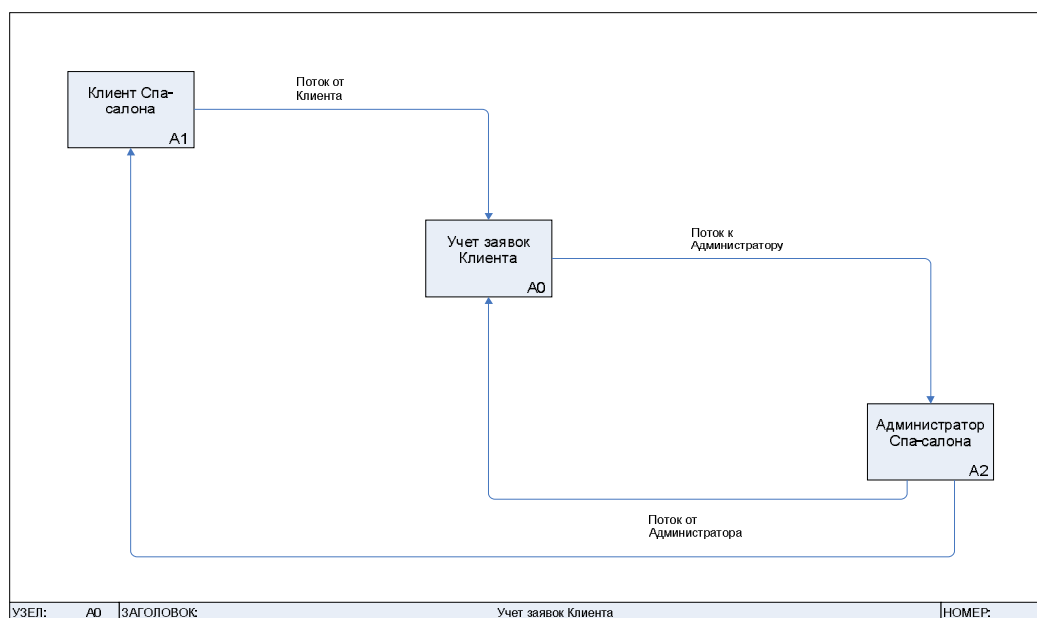 Клиент Спа-
салона
A1
Поток от
Клиента
Учет заявок
Клиента
A0
Поток к
Администратору
Администратор
Спа-салона
A2
Поток от
Администратора
УЗЕЛ: A0 ЗАГОЛОВОК: Учет заявок Клиента НОМЕР: